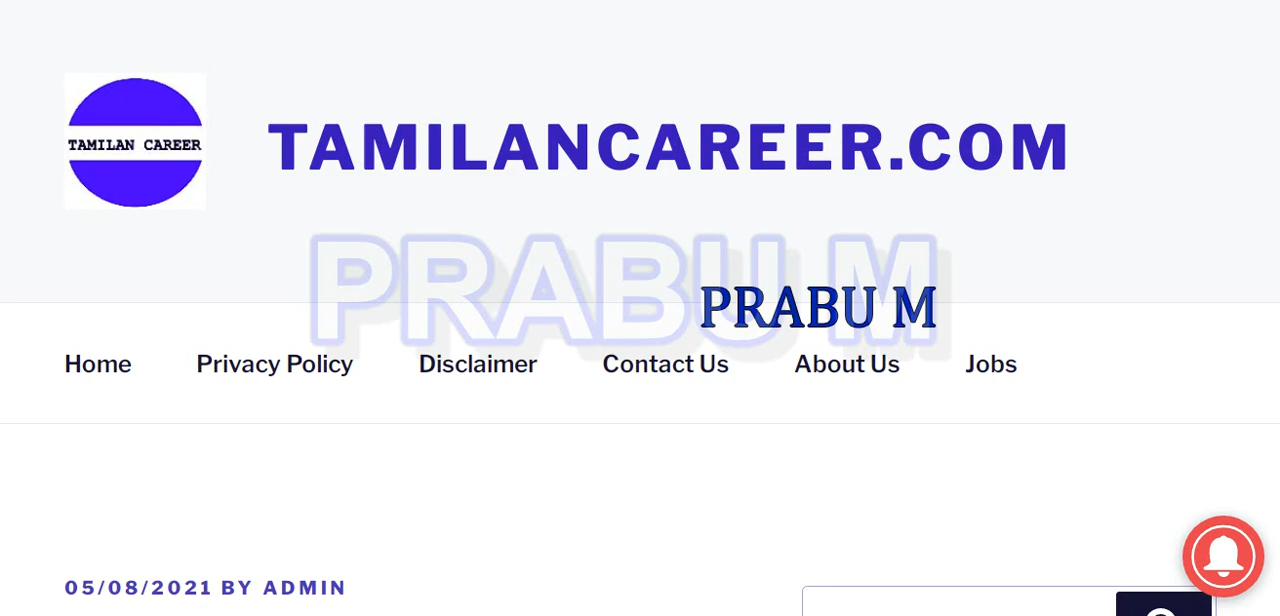 TAMILAN CAREER
TAMILANCAREER.COM
PRABU M
PRABU M
Home Privacy Policy Disclaimer Contact Us About Us Jobs
05/08/2021 BY ADMIN